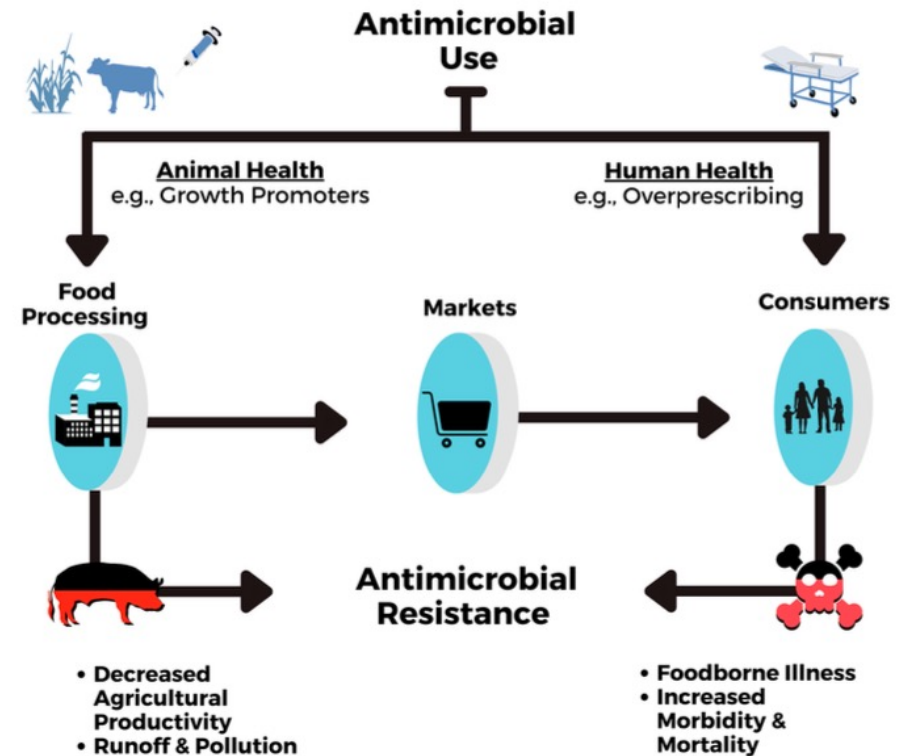 Antimicrobial
Use
Animal Health
e.g., Growth Promoters
Human Health
e.g., Overprescribing
Food
Processing
Markets
Consumers
Antimicrobial
Resistance
• Decreased
Agricultural
Productivity
• Runoff & Pollution
• Foodborne Illness
• Increased
Morbidity &
Mortality